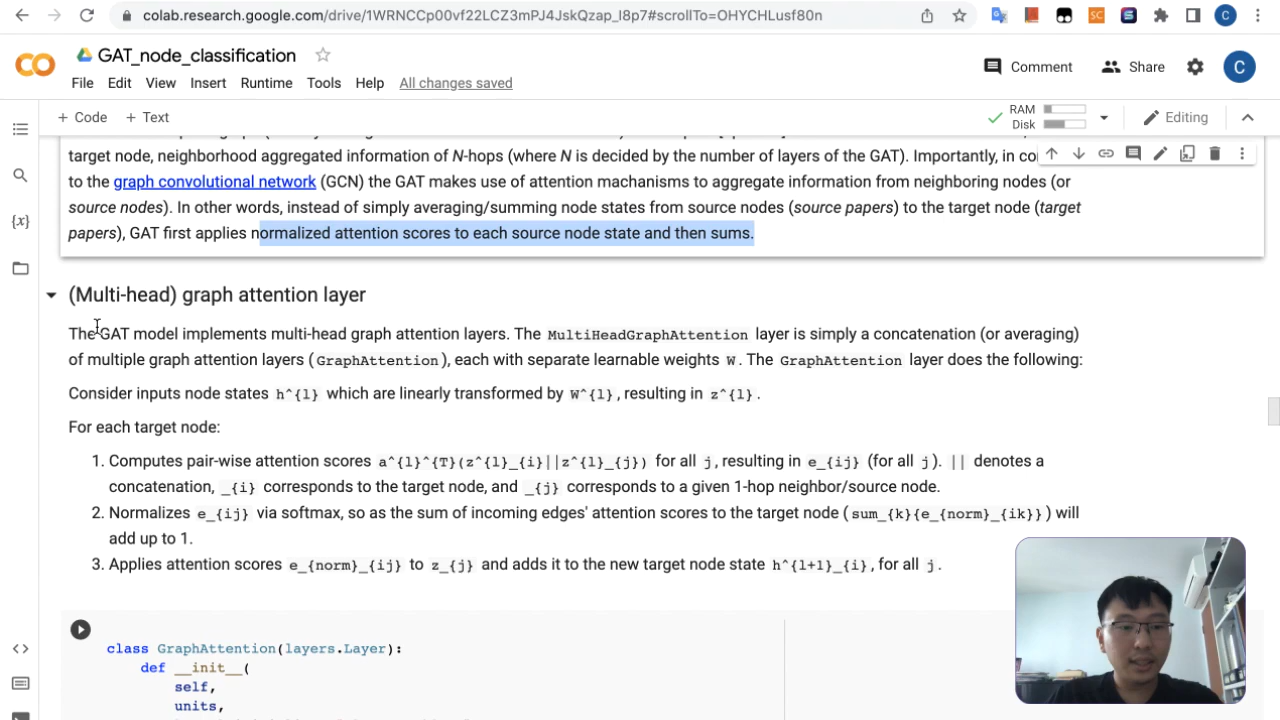 colab.research.google.com/drive/1WRNCCp00vf22LCZ3mPJ4JskQzap_I8p7#scrollTo=OHYCHLusf80n
SC
S
C
CO
GAT_node_classification
File Edit View Insert Runtime Tools Help All changes saved
Comment
Share
C
+ Code + Text
RAM
Disk
Editing
target node, neighborhood aggregated information of N-hops (where N is decided by the number of layers of the GAT). Importantly, in
to the graph convolutional network (GCN) the GAT makes use of attention machanisms to aggregate information from neighboring nodes (or
source nodes). In other words, instead of simply averaging/summing node states from source nodes (source papers) to the target node (target
papers), GAT first applies normalized attention scores to each source node state and then sums.
(Multi-head) graph attention layer
The GAT model implements multi-head graph attention layers. The MultiHeadGraphAttention layer is simply a concatenation (or averaging)
of multiple graph attention layers (GraphAttention), each with separate learnable weights W. The GraphAttention layer does the following:
Consider inputs node states h^{l} which are linearly transformed by W^{l}, resulting in z^{l}.
For each target node:
1. Computes pair-wise attention scores a^{l}^{T}(z^{l}_{i}||z^{l}_{j}) for all j, resulting in e_{ij} (for all j). || denotes a
concatenation, _{i} corresponds to the target node, and _{j} corresponds to a given 1-hop neighbor/source node.
2. Normalizes e_{ij} via softmax, so as the sum of incoming edges' attention scores to the target node (sum_{k}{e_{norm}_{ik}}) will
add up to 1.
3. Applies attention scores e_{norm}_{ij} to z_{j} and adds it to the new target node state h^{l+1}_{i}, for all j.
class GraphAttention(layers.Layer):
def __init__(
self,
units,